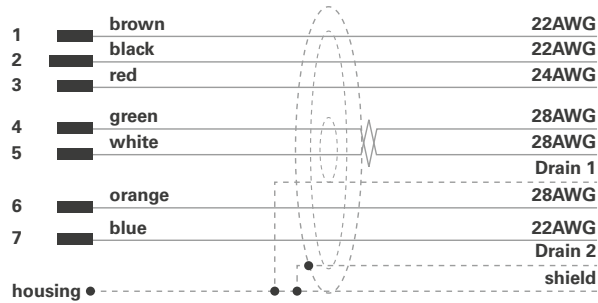 1 brown 22AWG
2 black 22AWG
3 red 24AWG
4 green 28AWG
5 white 28AWG
Drain 1
6 orange 28AWG
7 blue 22AWG
Drain 2
shield
housing